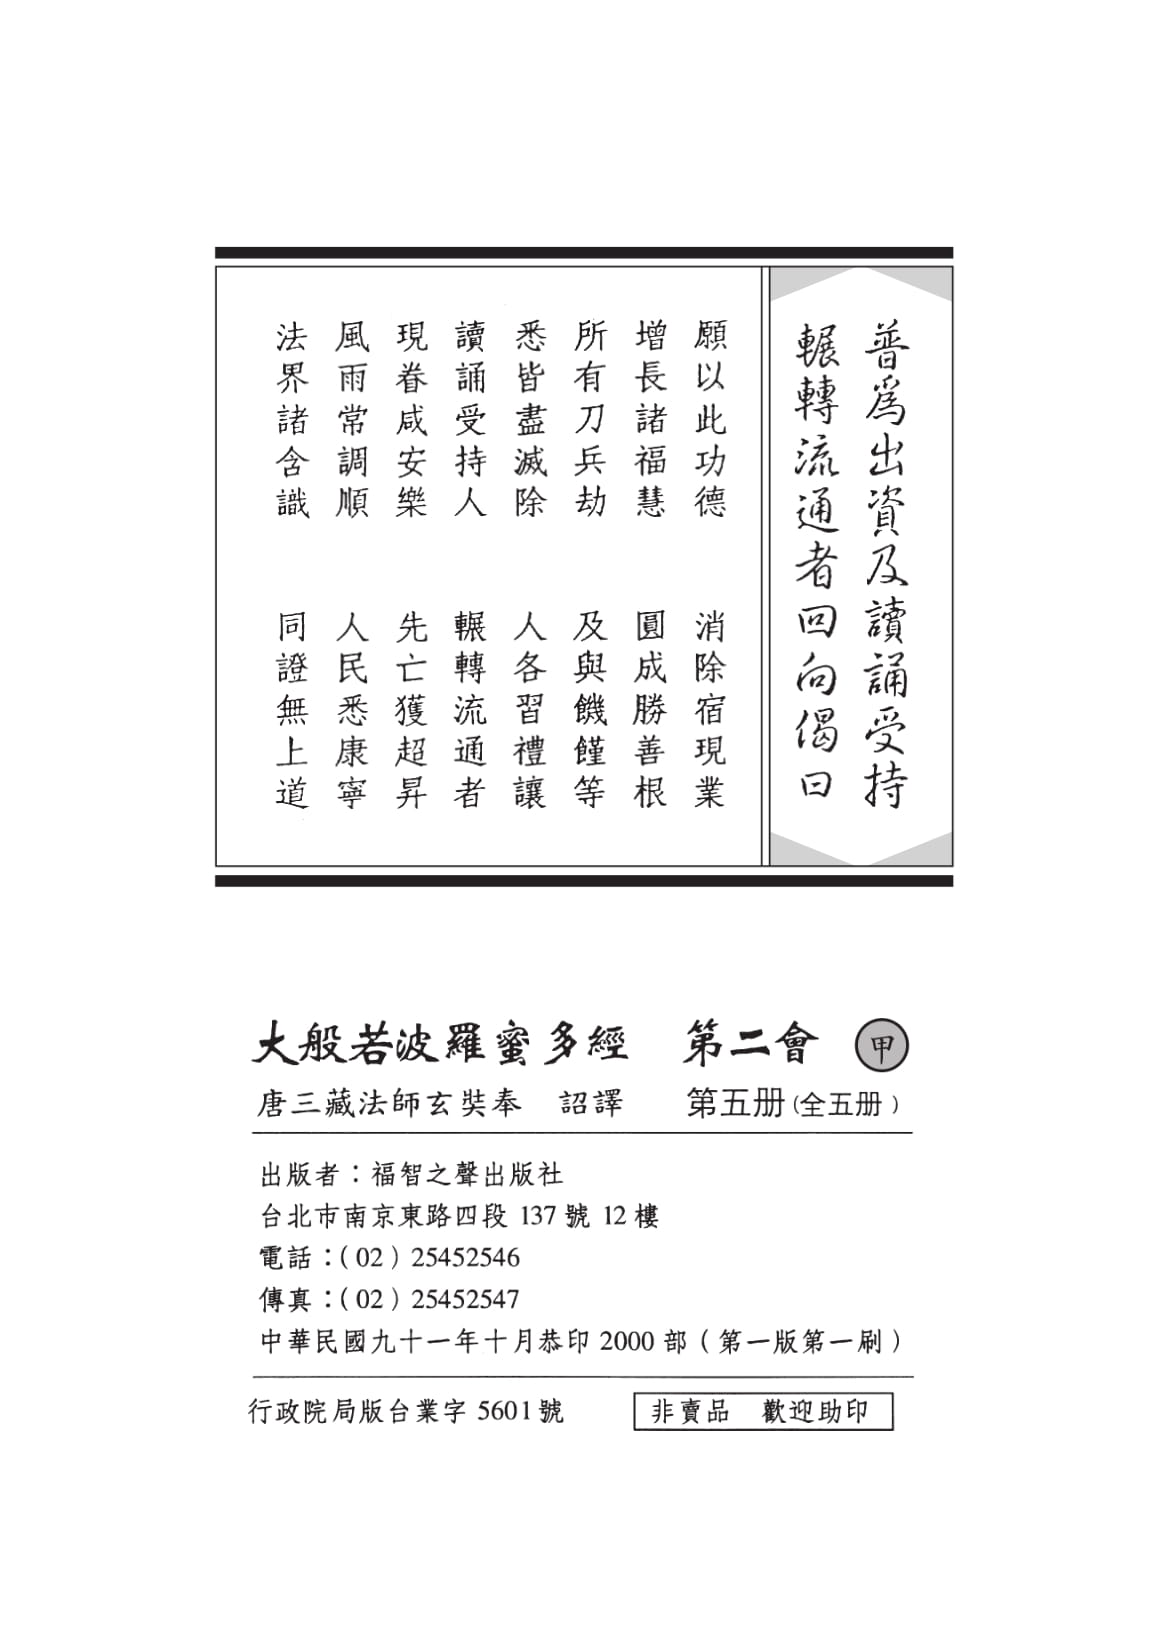 普爲出資及讀誦受持
輾轉流通者回向偈曰
願以此功德　消除宿現業
增長諸福慧　圓成勝善根
所有刀兵劫　及與饑饉等
悉皆盡滅除　人各習禮讓
讀誦受持人　輾轉流通者
現眷咸安樂　先亡獲超昇
風雨常調順　人民悉康寧
法界諸含識　同證無上道
大般若波羅蜜多經　第二會　甲
唐三藏法師玄奘奉　詔譯　第五册(全五册)
出版者：福智之聲出版社
台北市南京東路四段 137 號 12 樓
電話：(02) 25452546
傳真：(02) 25452547
中華民國九十一年十月恭印 2000 部（第一版第一刷）
行政院局版台業字 5601 號
非賣品　歡迎助印